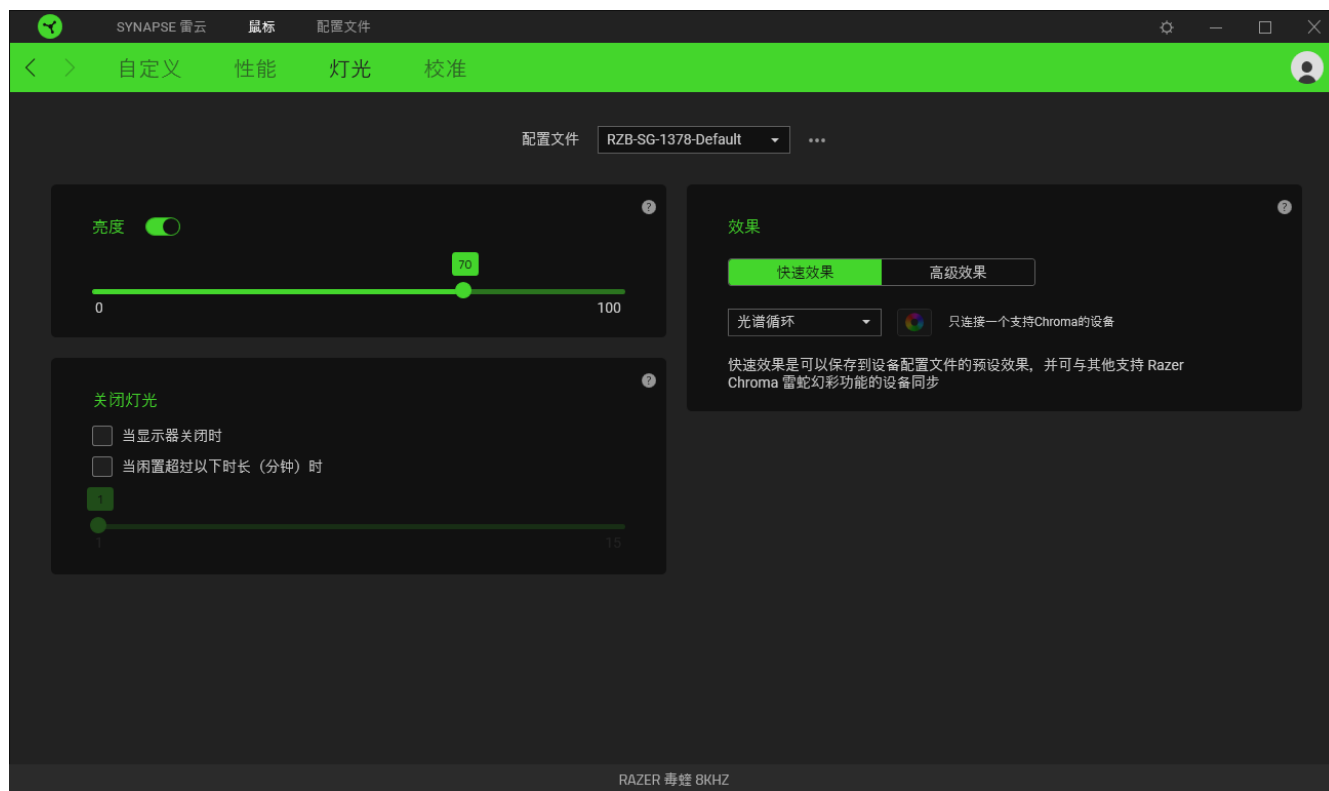 SYNAPSE 雷云 鼠标 配置文件
自定义 性能 灯光 校准
配置文件 RZB-SG-1378-Default
亮度
70
0 100
关闭灯光
当显示器关闭时
当闲置超过以下时长（分钟）时
1
1 15
效果
快速效果 高级效果
光谱循环 只连接一个支持Chroma的设备
快速效果是可以保存到设备配置文件的预设效果，并可与其他支持 Razer
Chroma 雷蛇幻彩功能的设备同步
RAZER 毒蝰 8KHZ